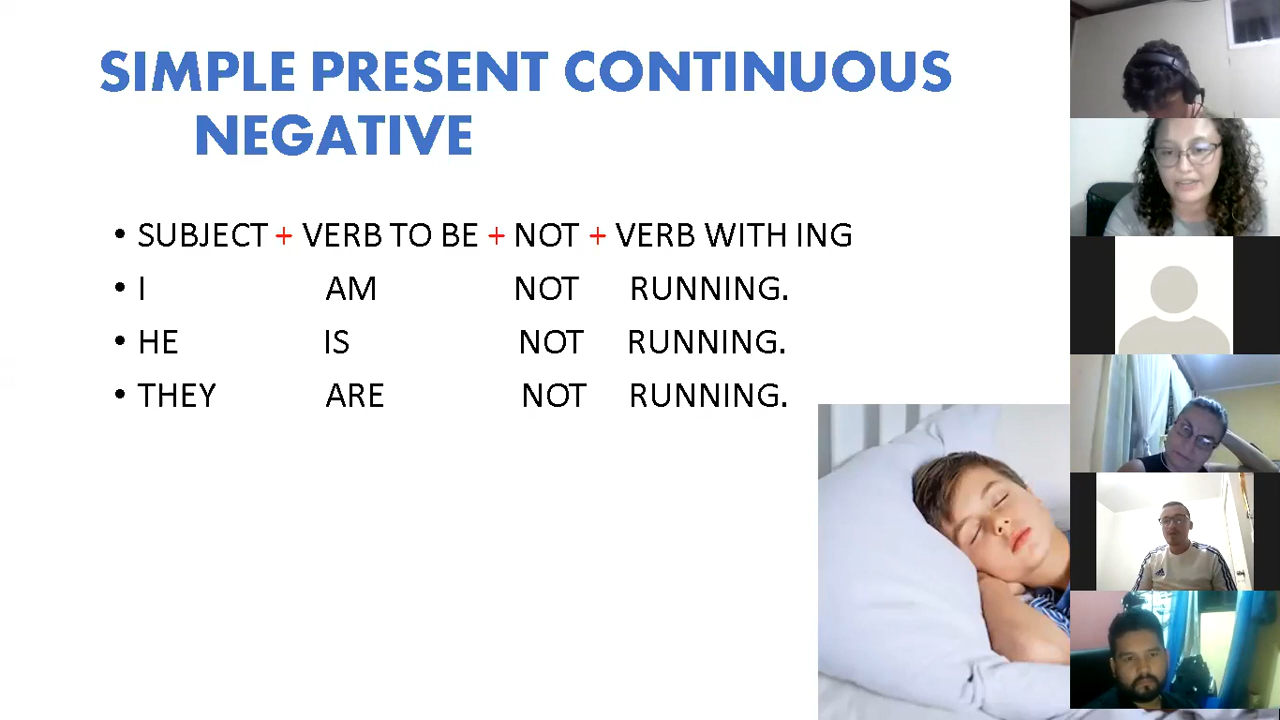 SIMPLE PRESENT CONTINUOUS
NEGATIVE
• SUBJECT + VERB TO BE + NOT + VERB WITH ING
• I AM NOT RUNNING.
• HE IS NOT RUNNING.
• THEY ARE NOT RUNNING.